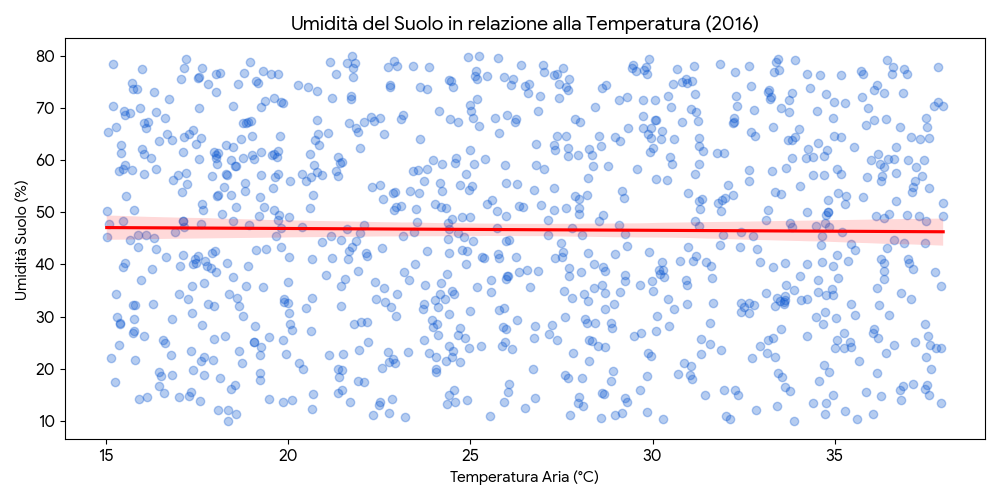 Umidità del Suolo in relazione alla Temperatura (2016)
80
70
60
50
40
30
20
10
Umidità Suolo (%)
15 20 25 30 35
Temperatura Aria (°C)